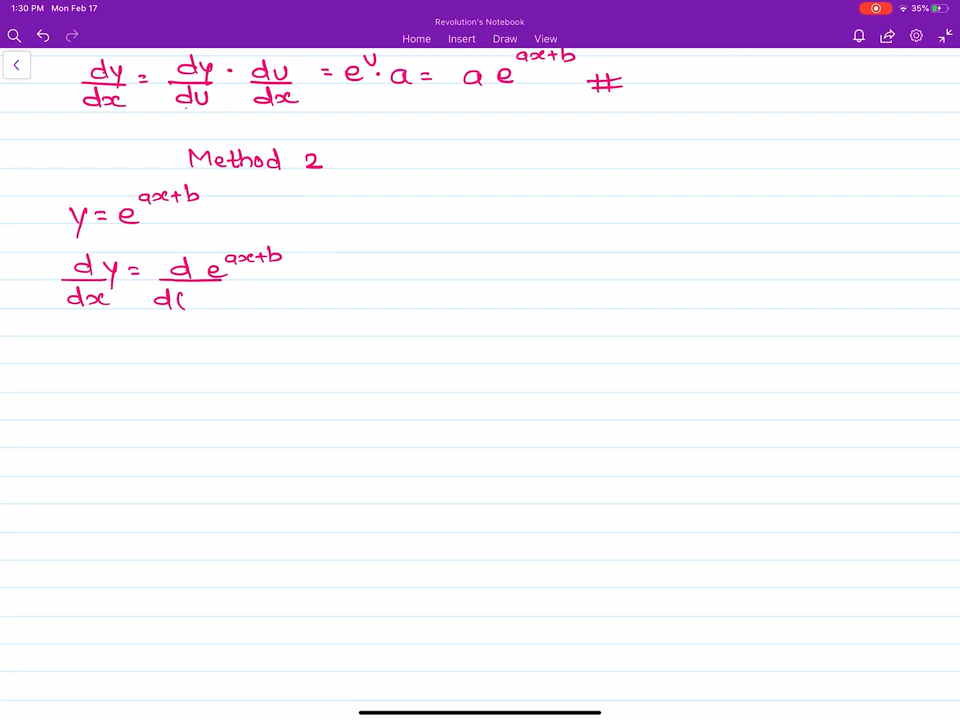 1:30 PM Mon Feb 17 35%
Revolution's Notebook
Home Insert Draw View
dy/dx = dy/du · du/dx = e^u · a = a e^(ax+b) #
Method 2
y = e^(ax+b)
d/dx y = d e^(ax+b) / d(